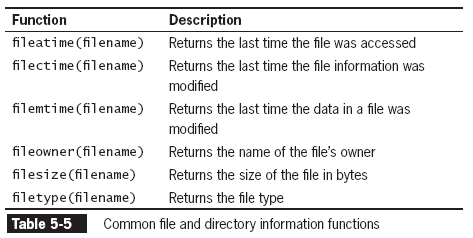 Function Description
fileatime(filename) Returns the last time the file was accessed
filectime(filename) Returns the last time the file information was
modified
filemtime(filename) Returns the last time the data in a file was
modified
fileowner(filename) Returns the name of the file's owner
filesize(filename) Returns the size of the file in bytes
filetype(filename) Returns the file type
Table 5-5 Common file and directory information functions